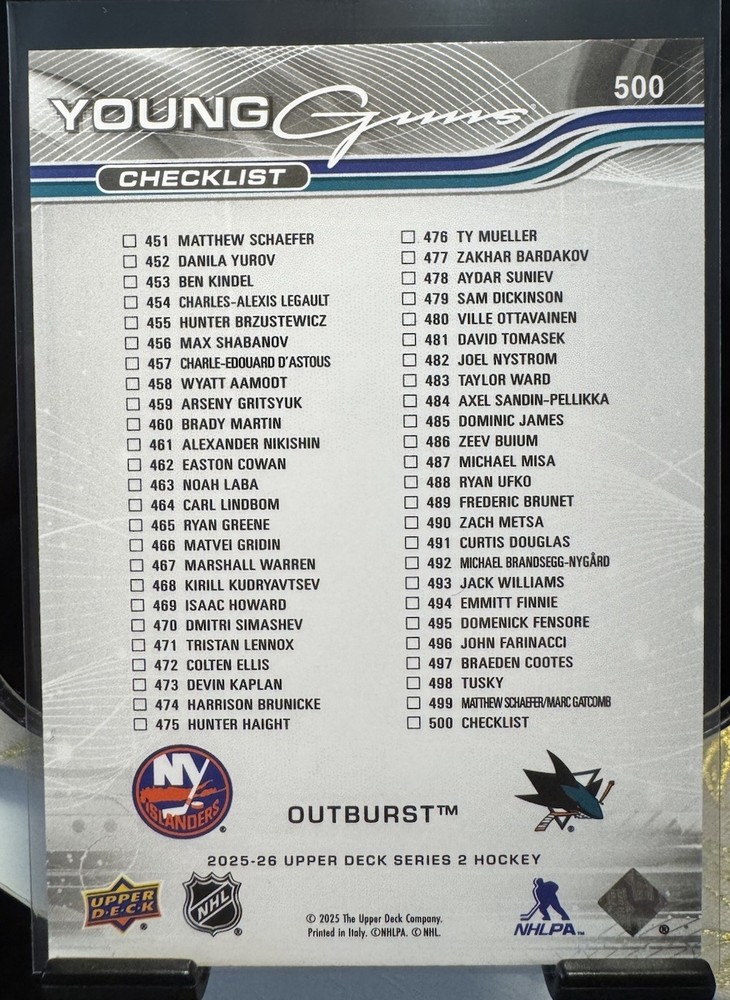 500
YOUNG Guns
CHECKLIST
451 MATTHEW SCHAEFER
452 DANILA YUROV
453 BEN KINDEL
454 CHARLES-ALEXIS LEGAULT
455 HUNTER BRZUSTEWICZ
456 MAX SHABANOV
457 CHARLE-EDOUARD D'ASTOUS
458 WYATT AAMODT
459 ARSENY GRITSYUK
460 BRADY MARTIN
461 ALEXANDER NIKISHIN
462 EASTON COWAN
463 NOAH LABA
464 CARL LINDBOM
465 RYAN GREENE
466 MATVEI GRIDIN
467 MARSHALL WARREN
468 KIRILL KUDRYAVTSEV
469 ISAAC HOWARD
470 DMITRI SIMASHEV
471 TRISTAN LENNOX
472 COLTEN ELLIS
473 DEVIN KAPLAN
474 HARRISON BRUNICKE
475 HUNTER HAIGHT
476 TY MUELLER
477 ZAKHAR BARDAKOV
478 AYDAR SUNIEV
479 SAM DICKINSON
480 VILLE OTTAVAINEN
481 DAVID TOMASEK
482 JOEL NYSTROM
483 TAYLOR WARD
484 AXEL SANDIN-PELLIKKA
485 DOMINIC JAMES
486 ZEEV BUIUM
487 MICHAEL MISA
488 RYAN UFKO
489 FREDERIC BRUNET
490 ZACH METSA
491 CURTIS DOUGLAS
492 MICHAEL BRANDSEGG-NYGÅRD
493 JACK WILLIAMS
494 EMMITT FINNIE
495 DOMENICK FENSORE
496 JOHN FARINACCI
497 BRAEDEN COOTES
498 TUSKY
499 MATTHEW SCHAEFER/MARC GATCOMB
500 CHECKLIST
NY
ISLANDERS
OUTBURST™
2025-26 UPPER DECK SERIES 2 HOCKEY
UPPER
D·E·C·K
NHL
© 2025 The Upper Deck Company.
Printed in Italy. ©NHLPA. © NHL.
NHLPA™